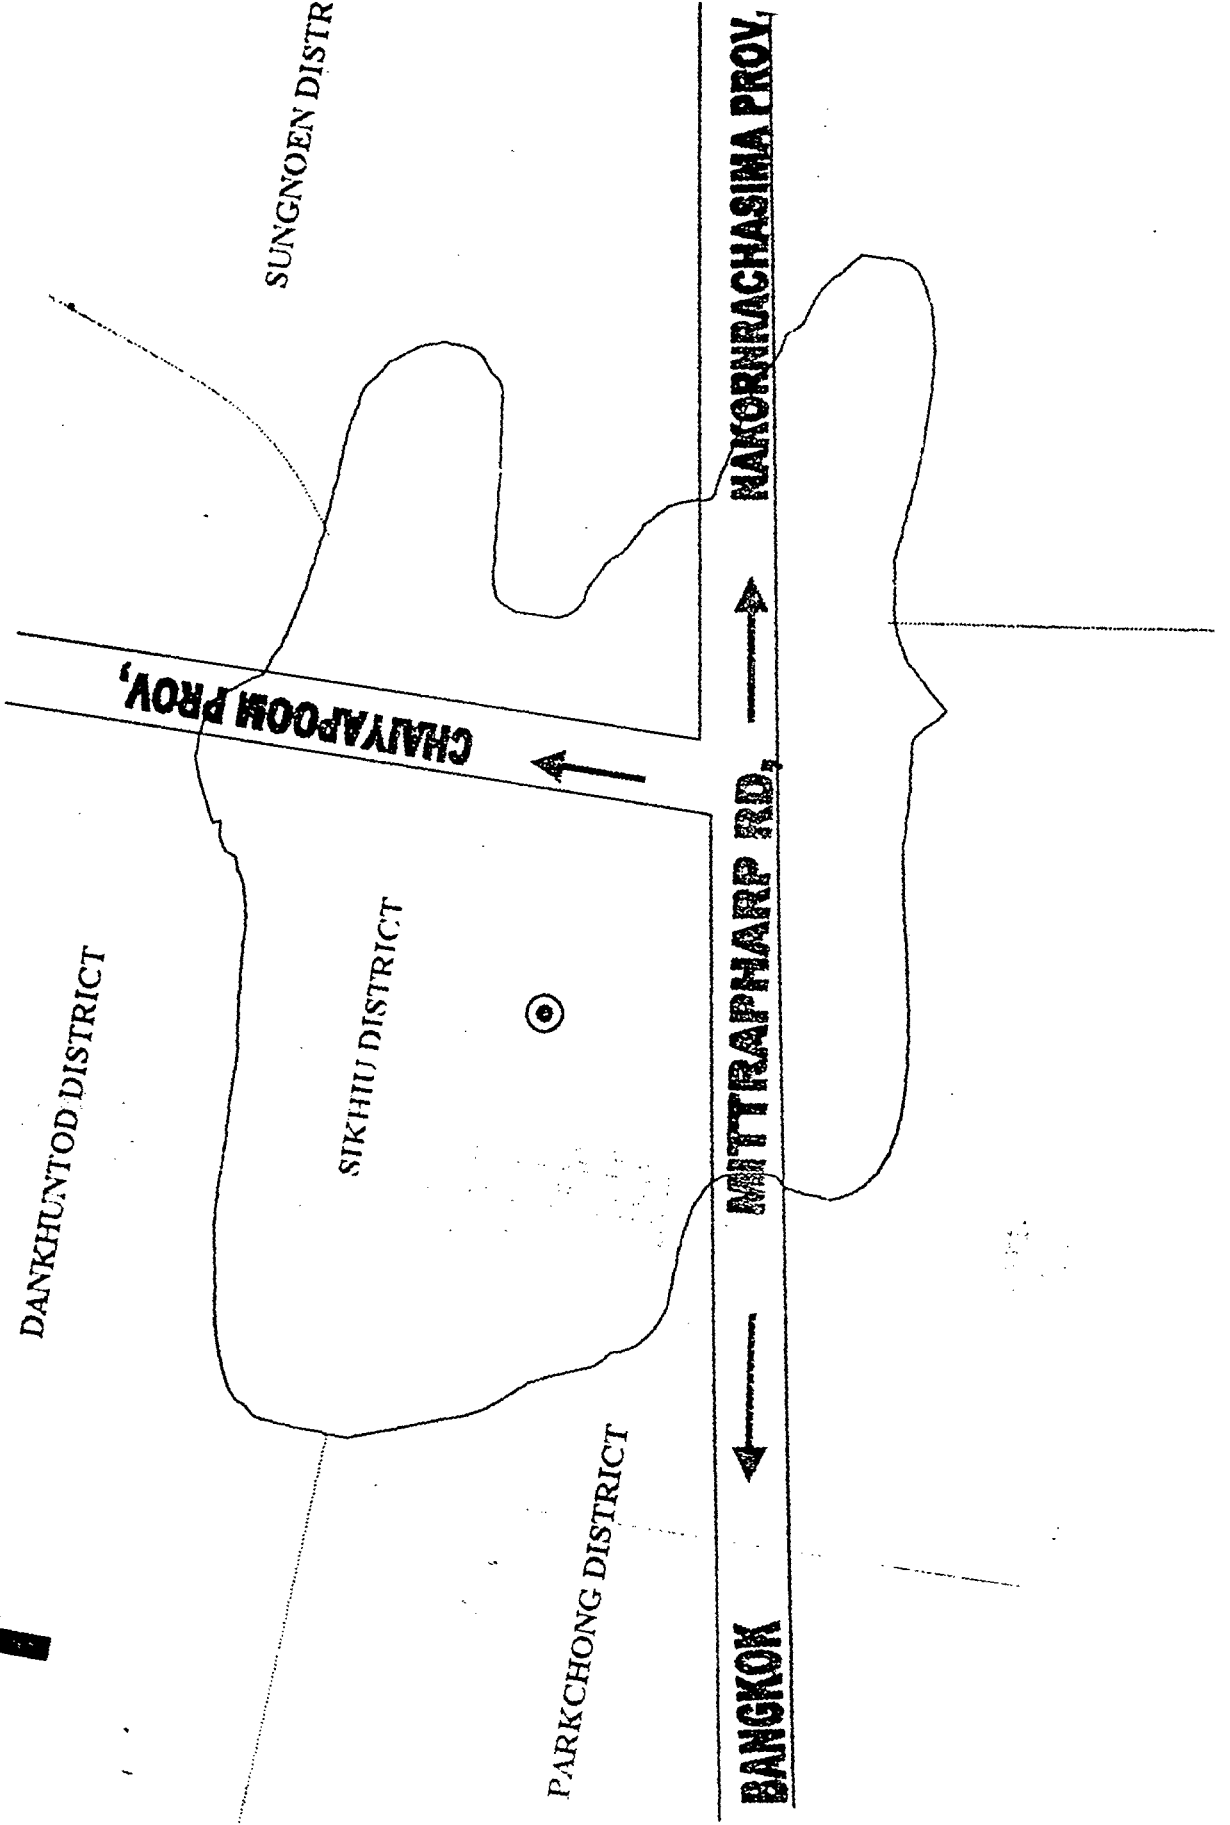 SUNGNOEN DISTR
NAKORNRACHASIMA PROV,
CHAIYAPOOM PROV,
DANKHUNTOD DISTRICT
SIKHIU DISTRICT
MITTRAPHARP RD,
PARKCHONG DISTRICT
BANGKOK